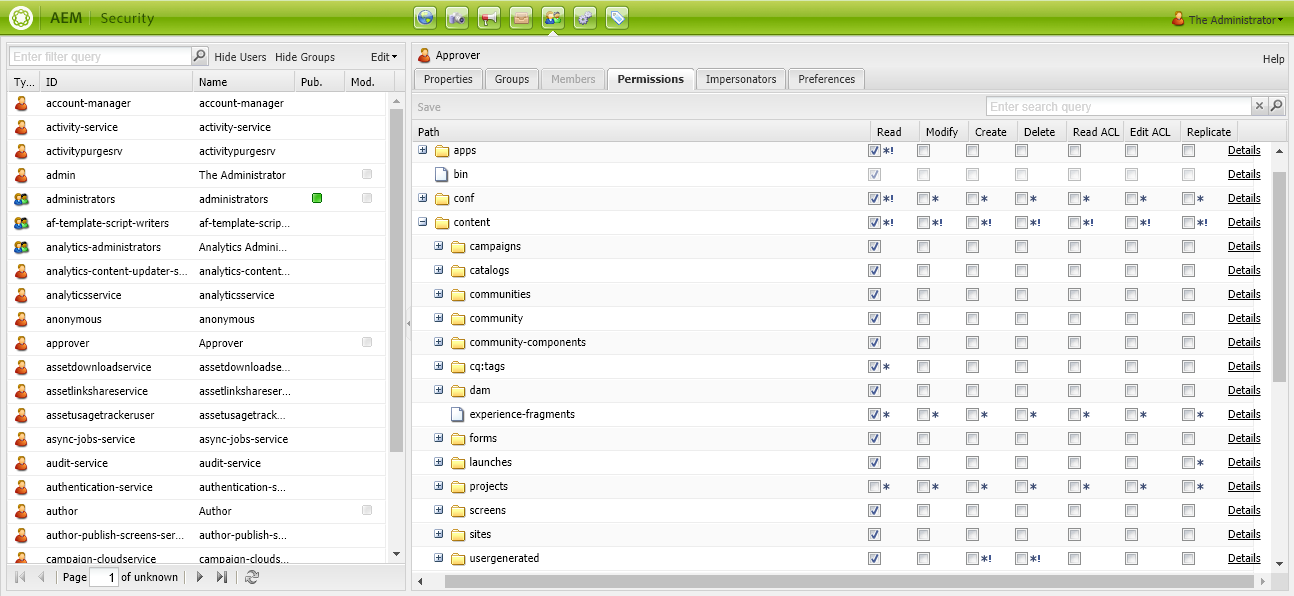 AEM Security The Administrator
Enter filter query Hide Users Hide Groups Edit
Ty... ID Name Pub. Mod.
account-manager account-manager
activity-service activity-service
activitypurgesrv activitypurgesrv
admin The Administrator
administrators administrators
af-template-script-writers af-template-scrip...
analytics-administrators Analytics Admini...
analytics-content-updater-s... analytics-content...
analyticsservice analyticsservice
anonymous anonymous
approver Approver
assetdownloadservice assetdownloadse...
assetlinkshareservice assetlinkshareser...
assetusagetrackeruser assetusagetrack...
async-jobs-service async-jobs-service
audit-service audit-service
authentication-service authentication-s...
author Author
author-publish-screens-ser... author-publish-s...
campaign-cloudservice campaign-clouds...
Page 1 of unknown
Approver
Help
Properties Groups Members Permissions Impersonators Preferences
Save Enter search query
Path Read Modify Create Delete Read ACL Edit ACL Replicate
apps *! Details
bin Details
conf *! * * * * * * Details
content *! *! *! *! *! *! *! Details
campaigns Details
catalogs Details
communities Details
community Details
community-components Details
cq:tags * Details
dam Details
experience-fragments * * * * * * * Details
forms Details
launches * Details
projects * * * * * * * Details
screens Details
sites Details
usergenerated *! *! Details